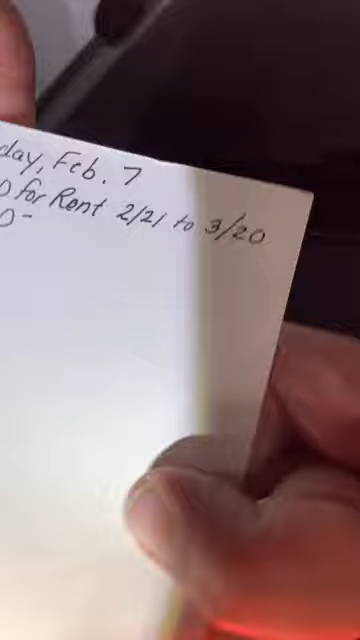 day, Feb. 7
D for Rent 2/21 to 3/20
D-